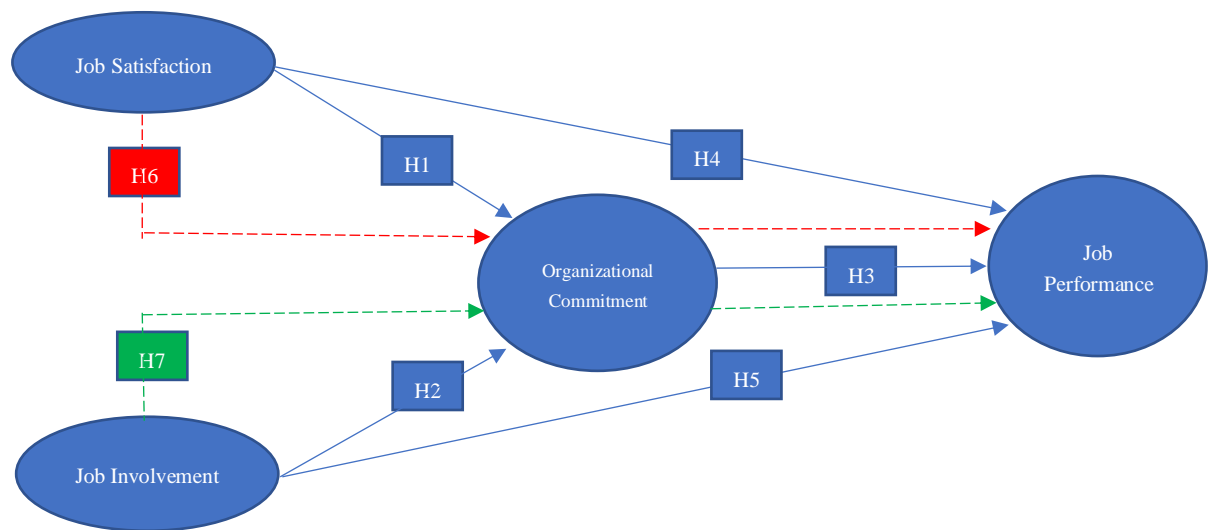 Job Satisfaction
H6
H1
H4
Organizational
Commitment
H3
Job
Performance
H7
H2
H5
Job Involvement